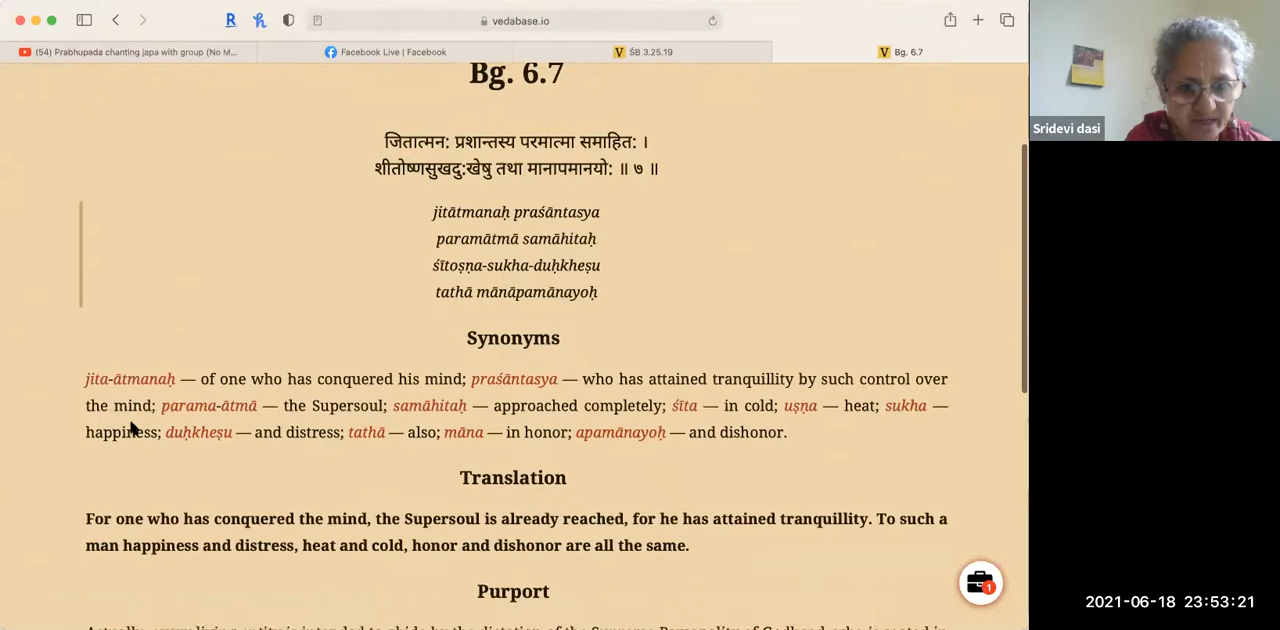 vedabase.io
(54) Prabhupada chanting japa with group (No M...
Facebook Live | Facebook
ŚB 3.25.19
Bg. 6.7
Bg. 6.7
जितात्मन: प्रशान्तस्य परमात्मा समाहित: ।
शीतोष्णसुखदु:खेषु तथा मानापमानयो: ॥ ७ ॥
jitātmanaḥ praśāntasya
paramātmā samāhitaḥ
śītoṣṇa-sukha-duḥkheṣu
tathā mānāpamānayoḥ
Synonyms
jita-ātmanaḥ — of one who has conquered his mind; praśāntasya — who has attained tranquillity by such control over
the mind; parama-ātmā — the Supersoul; samāhitaḥ — approached completely; śīta — in cold; uṣṇa — heat; sukha —
happiness; duḥkheṣu — and distress; tathā — also; māna — in honor; apamānayoḥ — and dishonor.
Translation
For one who has conquered the mind, the Supersoul is already reached, for he has attained tranquillity. To such a
man happiness and distress, heat and cold, honor and dishonor are all the same.
Purport
1
Sridevi dasi
2021-06-18 23:53:21